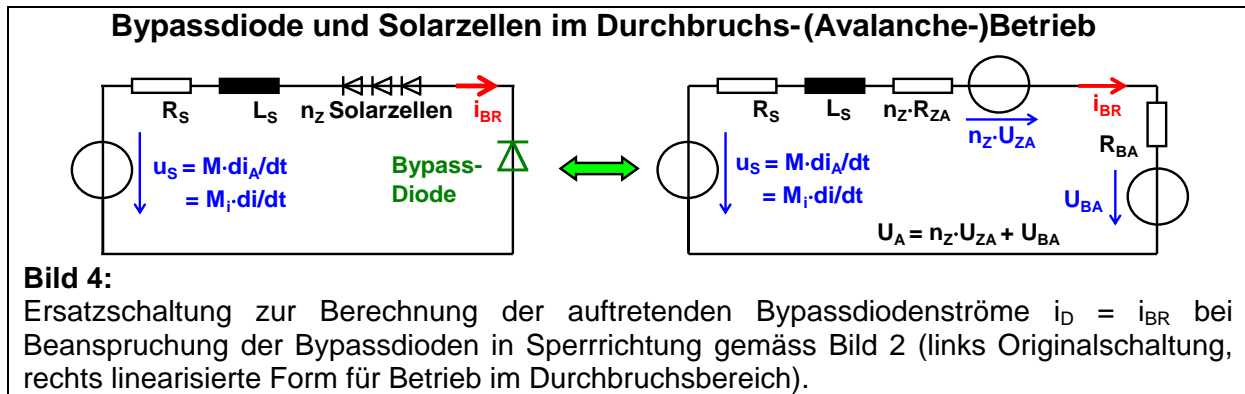 Bypassdiode und Solarzellen im Durchbruchs-(Avalanche-)Betrieb
R_S L_S n_Z Solarzellen i_BR
u_S = M·di_A/dt
= M_i·di/dt
Bypass-
Diode
R_S L_S n_Z·R_ZA
n_Z·U_ZA
i_BR
R_BA
u_S = M·di_A/dt
= M_i·di/dt
U_BA
U_A = n_Z·U_ZA + U_BA
Bild 4:
Ersatzschaltung zur Berechnung der auftretenden Bypassdiodenströme i_D = i_BR bei
Beanspruchung der Bypassdioden in Sperrrichtung gemäss Bild 2 (links Originalschaltung,
rechts linearisierte Form für Betrieb im Durchbruchsbereich).